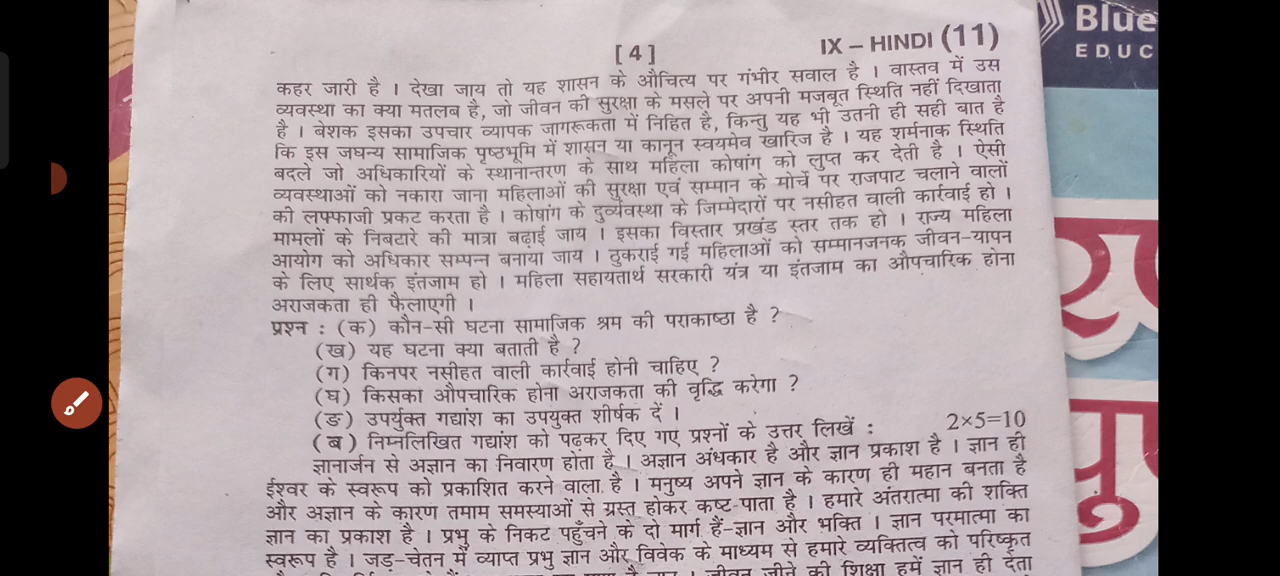 [ 4 ]
IX – HINDI (11)
कहर जारी है । देखा जाय तो यह शासन के औचित्य पर गंभीर सवाल है । वास्तव में उस
व्यवस्था का क्या मतलब है, जो जीवन की सुरक्षा के मसले पर अपनी मजबूत स्थिति नहीं दिखाता
है । बेशक इसका उपचार व्यापक जागरूकता में निहित है, किन्तु यह भी उतनी ही सही बात है
कि इस जघन्य सामाजिक पृष्ठभूमि में शासन या कानून स्वयमेव खारिज है । यह शर्मनाक स्थिति
बदले जो अधिकारियों के स्थानान्तरण के साथ महिला कोषांग को लुप्त कर देती है । ऐसी
व्यवस्थाओं को नकारा जाना महिलाओं की सुरक्षा एवं सम्मान के मोर्चे पर राजपाट चलाने वालों
की लफ्फाजी प्रकट करता है । कोषांग के दुर्व्यवस्था के जिम्मेदारों पर नसीहत वाली कार्रवाई हो ।
मामलों के निबटारे की मात्रा बढ़ाई जाय । इसका विस्तार प्रखंड स्तर तक हो । राज्य महिला
आयोग को अधिकार सम्पन्न बनाया जाय । ठुकराई गई महिलाओं को सम्मानजनक जीवन-यापन
के लिए सार्थक इंतजाम हो । महिला सहायतार्थ सरकारी यंत्र या इंतजाम का औपचारिक होना
अराजकता ही फैलाएगी ।
प्रश्न : (क) कौन-सी घटना सामाजिक श्रम की पराकाष्ठा है ?
(ख) यह घटना क्या बताती है ?
(ग) किनपर नसीहत वाली कार्रवाई होनी चाहिए ?
(घ) किसका औपचारिक होना अराजकता की वृद्धि करेगा ?
(ङ) उपर्युक्त गद्यांश का उपयुक्त शीर्षक दें ।
(ब) निम्नलिखित गद्यांश को पढ़कर दिए गए प्रश्नों के उत्तर लिखें : 2×5=10
ज्ञानार्जन से अज्ञान का निवारण होता है । अज्ञान अंधकार है और ज्ञान प्रकाश है । ज्ञान ही
ईश्वर के स्वरूप को प्रकाशित करने वाला है । मनुष्य अपने ज्ञान के कारण ही महान बनता है
और अज्ञान के कारण तमाम समस्याओं से ग्रस्त होकर कष्ट-पाता है । हमारे अंतरात्मा की शक्ति
ज्ञान का प्रकाश है । प्रभु के निकट पहुँचने के दो मार्ग हैं-ज्ञान और भक्ति । ज्ञान परमात्मा का
स्वरूप है । जड़-चेतन में व्याप्त प्रभु ज्ञान और विवेक के माध्यम से हमारे व्यक्तित्व को परिष्कृत
जीवन जीने की शिक्षा हमें ज्ञान ही देता
Blue
EDUC